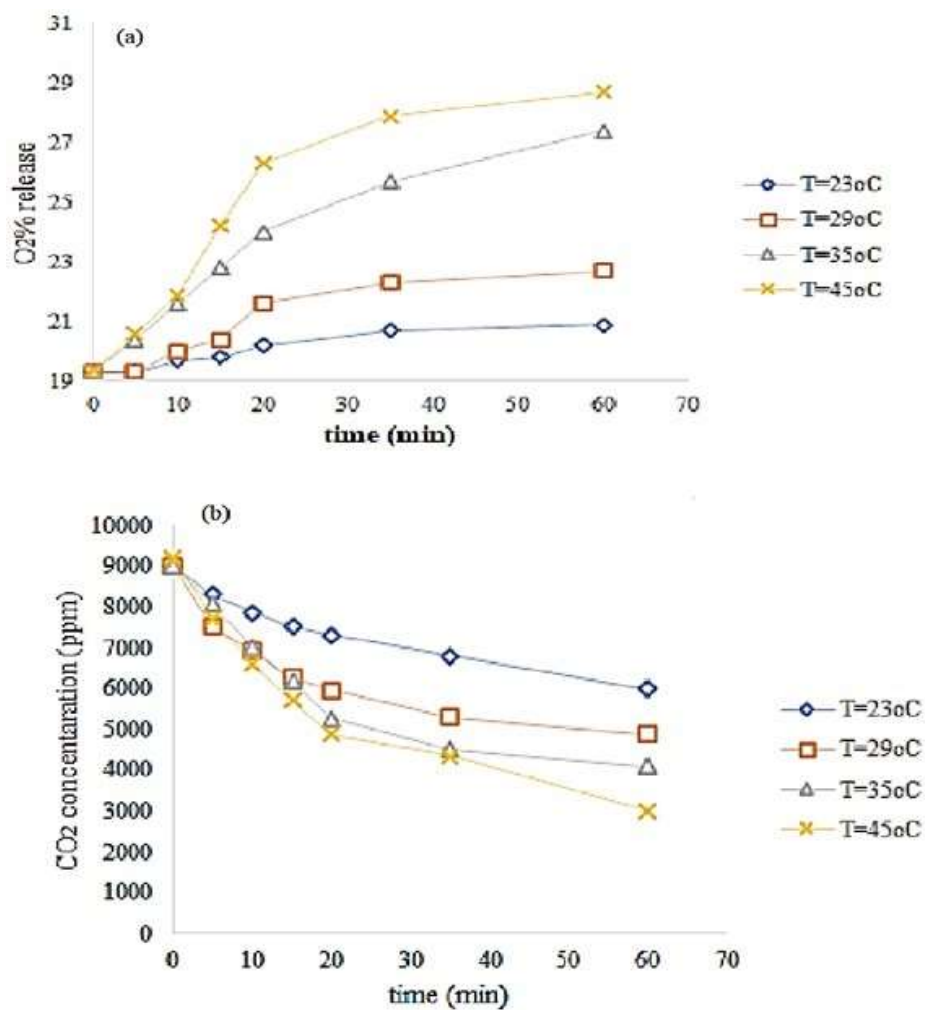 (a)
31
29
27
25
23
21
19
O2% release
0 10 20 30 40 50 60 70
time (min)
T=23oC
T=29oC
T=35oC
T=45oC
(b)
10000
9000
8000
7000
6000
5000
4000
3000
2000
1000
0
CO2 concentaration (ppm)
0 10 20 30 40 50 60 70
time (min)
T=23oC
T=29oC
T=35oC
T=45oC